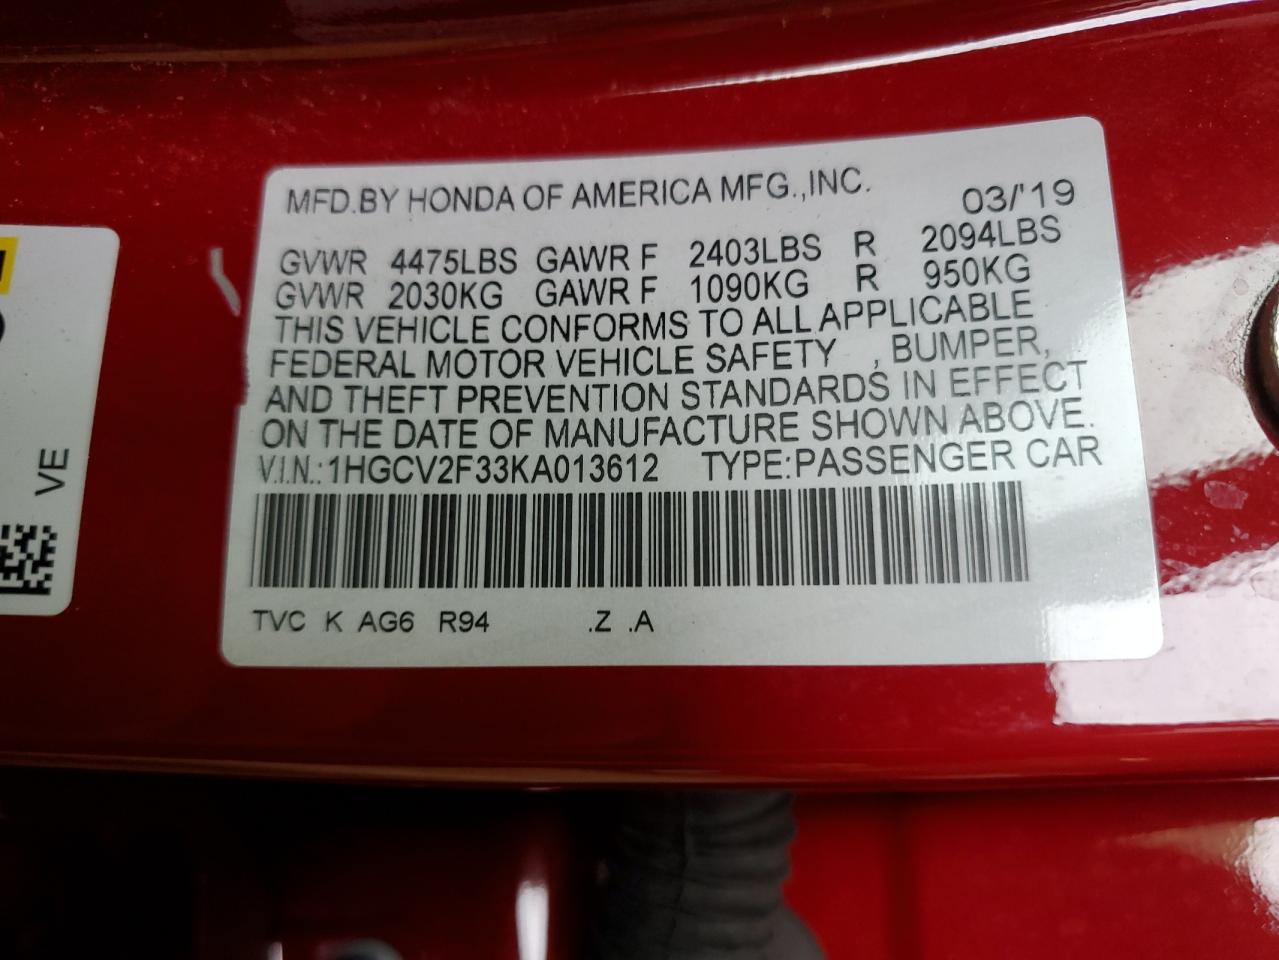 MFD.BY HONDA OF AMERICA MFG.,INC. 03/'19
GVWR 4475LBS GAWR F 2403LBS R 2094LBS
GVWR 2030KG GAWR F 1090KG R 950KG
THIS VEHICLE CONFORMS TO ALL APPLICABLE
FEDERAL MOTOR VEHICLE SAFETY , BUMPER,
AND THEFT PREVENTION STANDARDS IN EFFECT
ON THE DATE OF MANUFACTURE SHOWN ABOVE.
V.I.N.:1HGCV2F33KA013612 TYPE:PASSENGER CAR
TVC K AG6 R94 .Z .A
VE